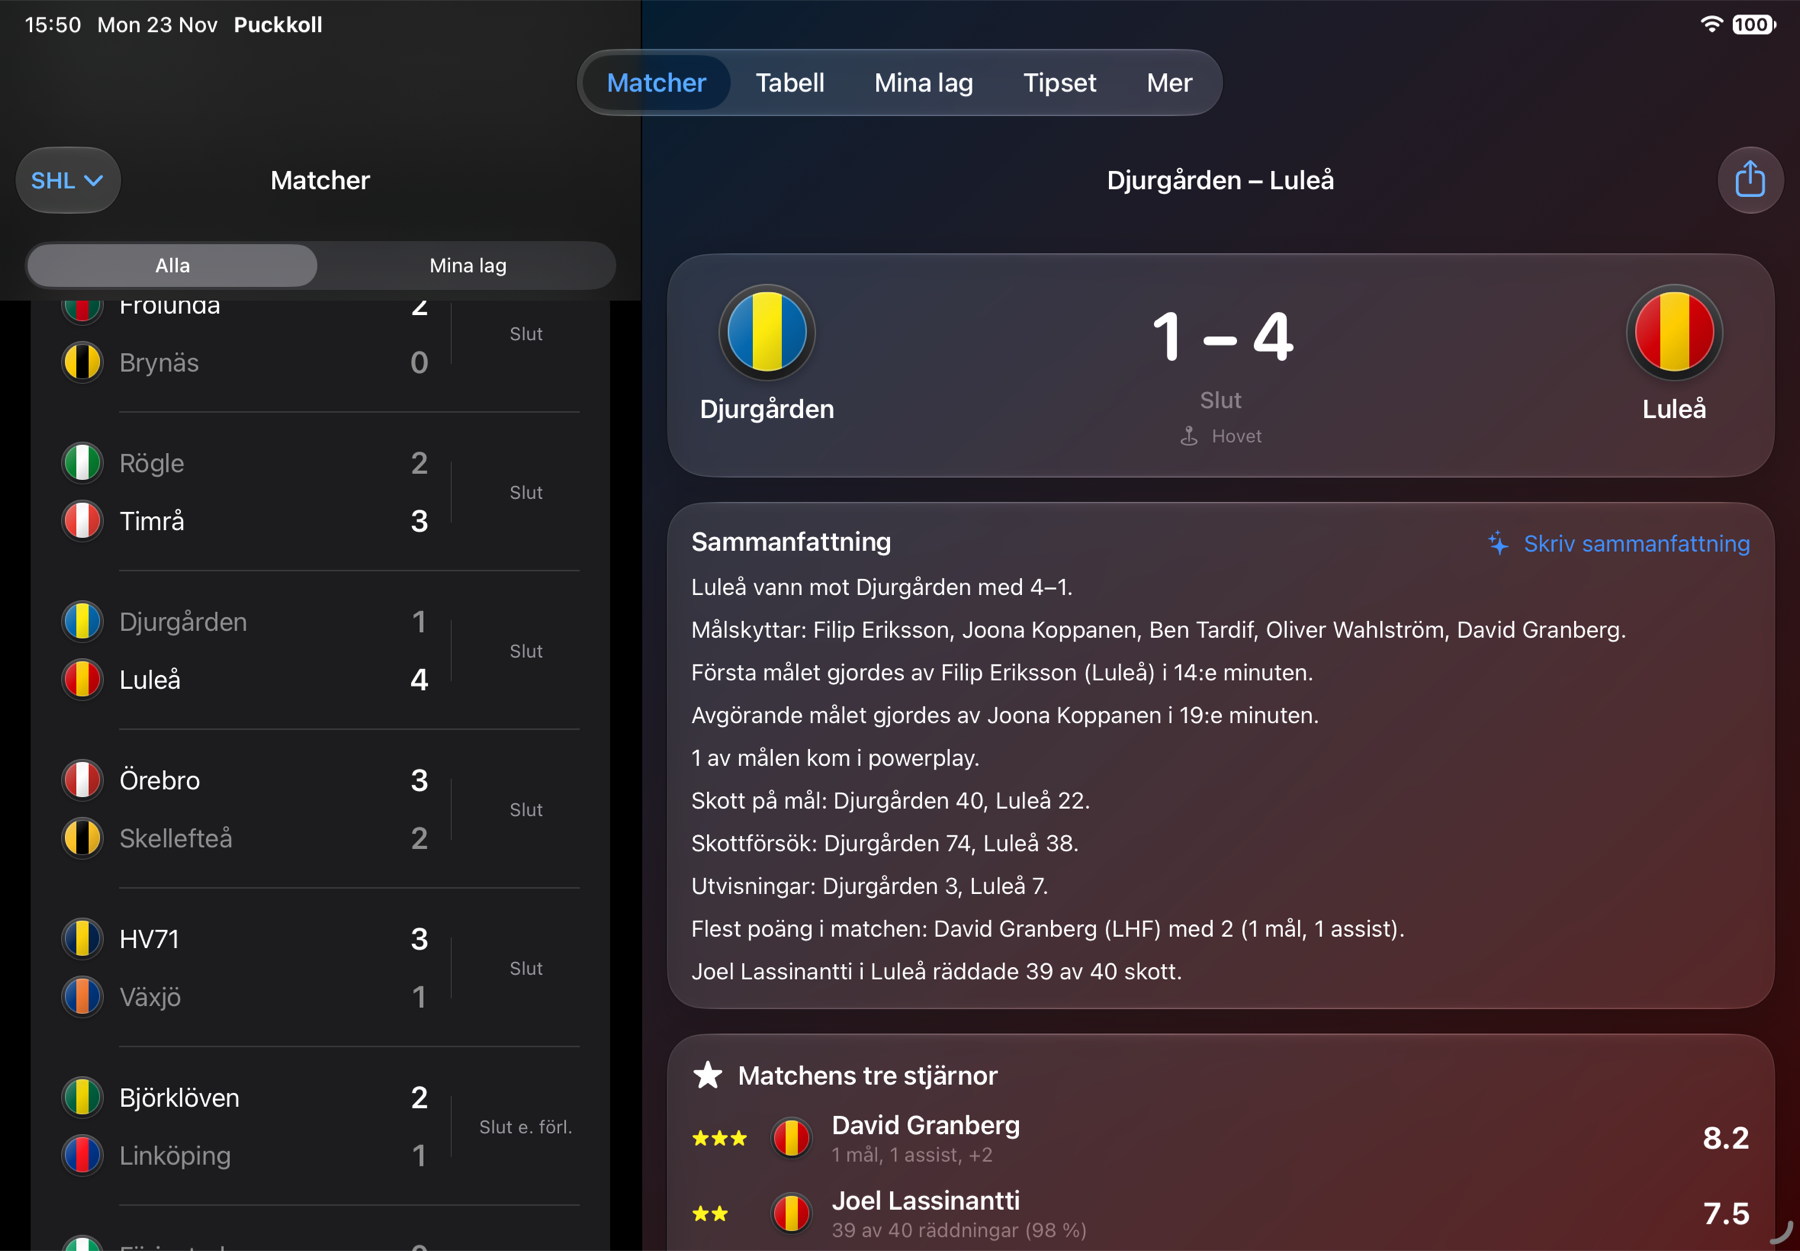 15:50 Mon 23 Nov Puckkoll
100
Matcher Tabell Mina lag Tipset Mer
SHL
Matcher
Alla Mina lag
Frölunda 2
Slut
Brynäs 0
Rögle 2
Slut
Timrå 3
Djurgården 1
Slut
Luleå 4
Örebro 3
Slut
Skellefteå 2
HV71 3
Slut
Växjö 1
Björklöven 2
Slut e. förl.
Linköping 1
Djurgården – Luleå
1 – 4
Djurgården
Slut
Hovet
Luleå
Sammanfattning
Skriv sammanfattning
Luleå vann mot Djurgården med 4–1.
Målskyttar: Filip Eriksson, Joona Koppanen, Ben Tardif, Oliver Wahlström, David Granberg.
Första målet gjordes av Filip Eriksson (Luleå) i 14:e minuten.
Avgörande målet gjordes av Joona Koppanen i 19:e minuten.
1 av målen kom i powerplay.
Skott på mål: Djurgården 40, Luleå 22.
Skottförsök: Djurgården 74, Luleå 38.
Utvisningar: Djurgården 3, Luleå 7.
Flest poäng i matchen: David Granberg (LHF) med 2 (1 mål, 1 assist).
Joel Lassinantti i Luleå räddade 39 av 40 skott.
Matchens tre stjärnor
David Granberg
1 mål, 1 assist, +2
8.2
Joel Lassinantti
39 av 40 räddningar (98 %)
7.5